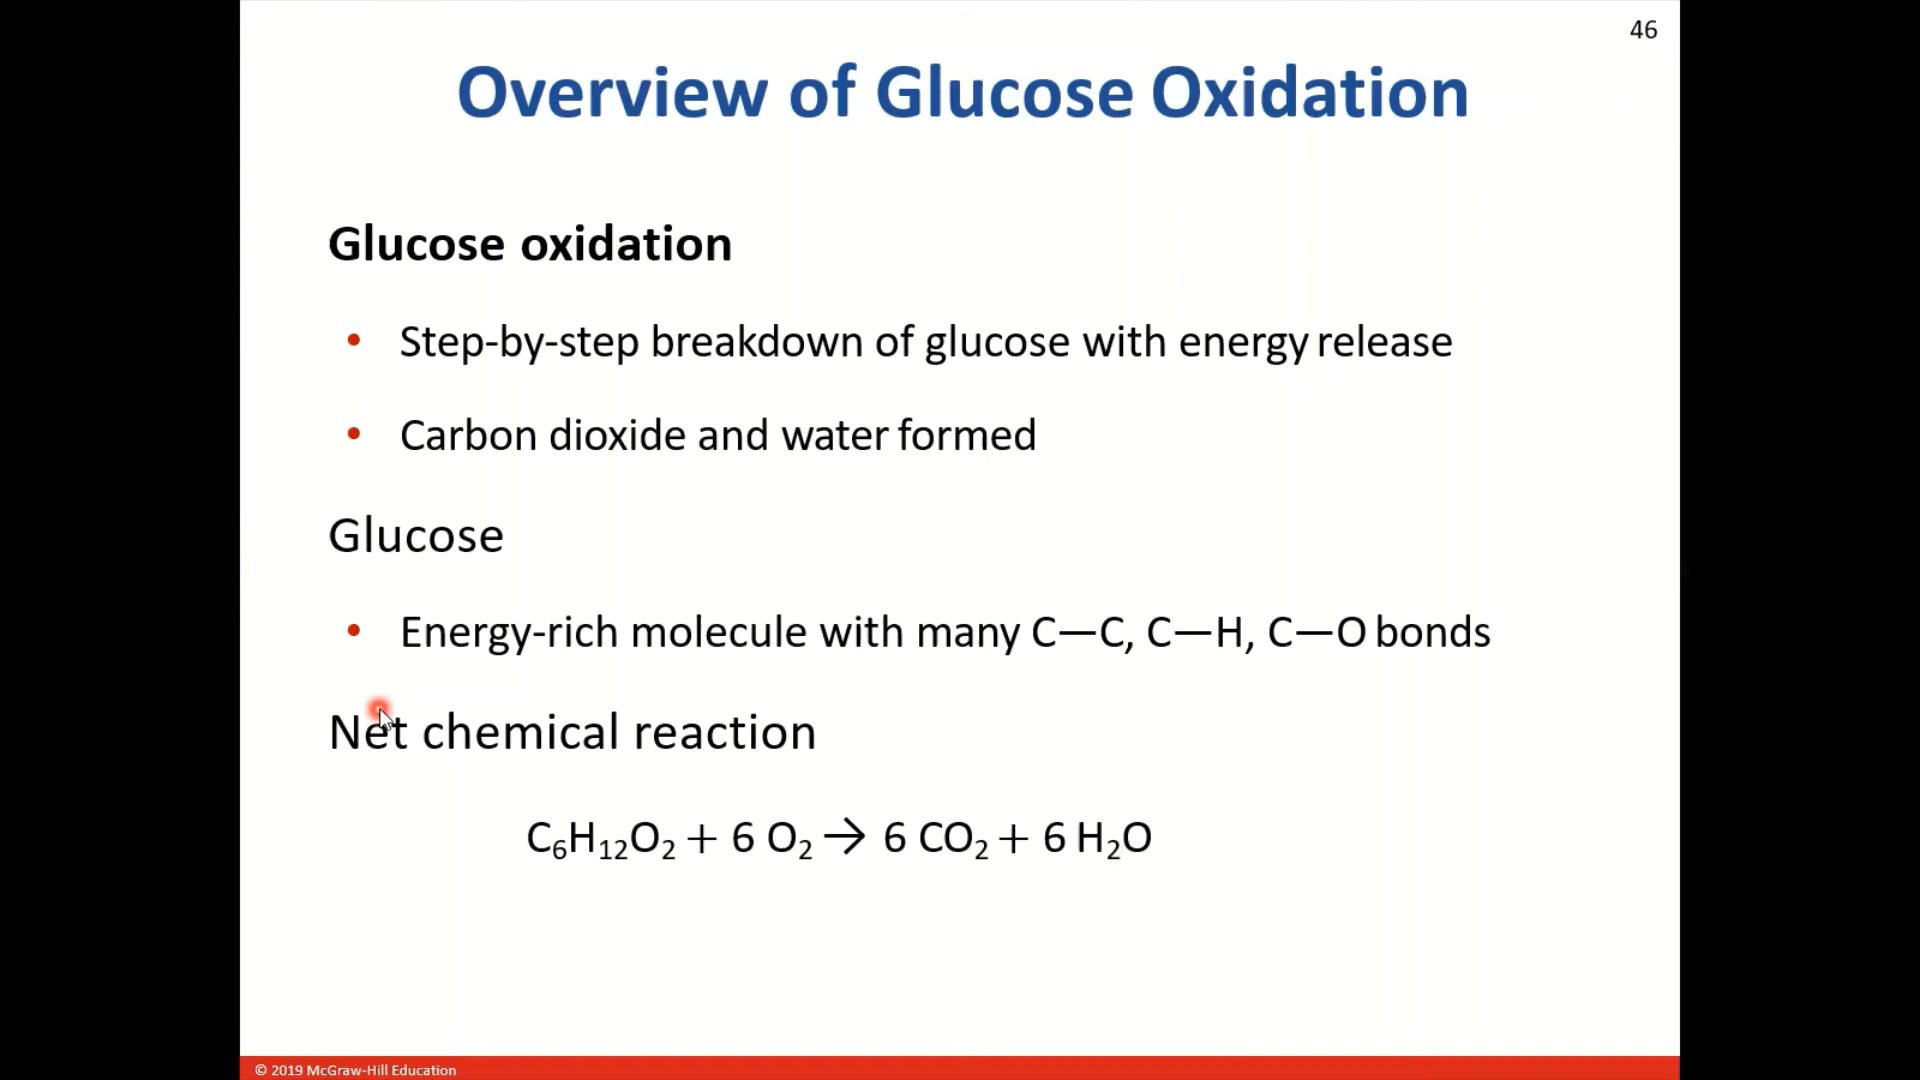 46
Overview of Glucose Oxidation
Glucose oxidation
• Step-by-step breakdown of glucose with energy release
• Carbon dioxide and water formed
Glucose
• Energy-rich molecule with many C—C, C—H, C—O bonds
Net chemical reaction
C₆H₁₂O₂ + 6 O₂ → 6 CO₂ + 6 H₂O
© 2019 McGraw-Hill Education